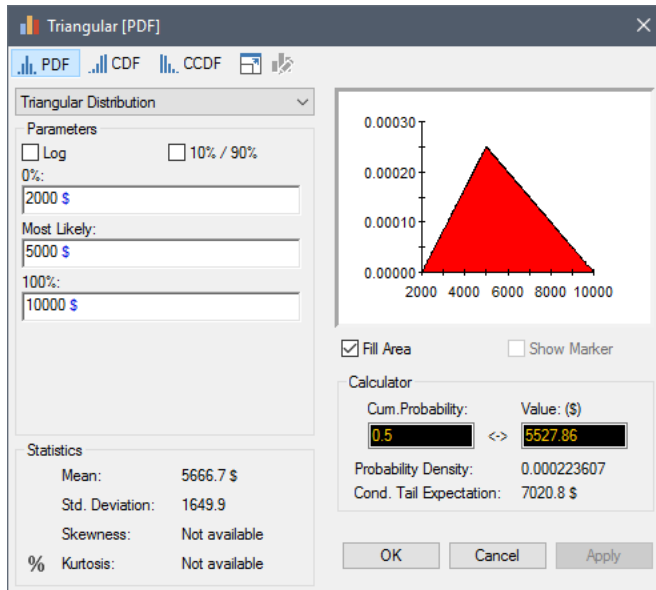 Triangular [PDF]
PDF CDF CCDF
Triangular Distribution
Parameters
Log 10% / 90%
0%:
2000 $
Most Likely:
5000 $
100%:
10000 $
Statistics
Mean: 5666.7 $
Std. Deviation: 1649.9
Skewness: Not available
% Kurtosis: Not available
0.00030
0.00020
0.00010
0.00000
2000 4000 6000 8000 10000
Fill Area Show Marker
Calculator
Cum.Probability: Value: ($)
0.5 <-> 5527.86
Probability Density: 0.000223607
Cond. Tail Expectation: 7020.8 $
OK Cancel Apply